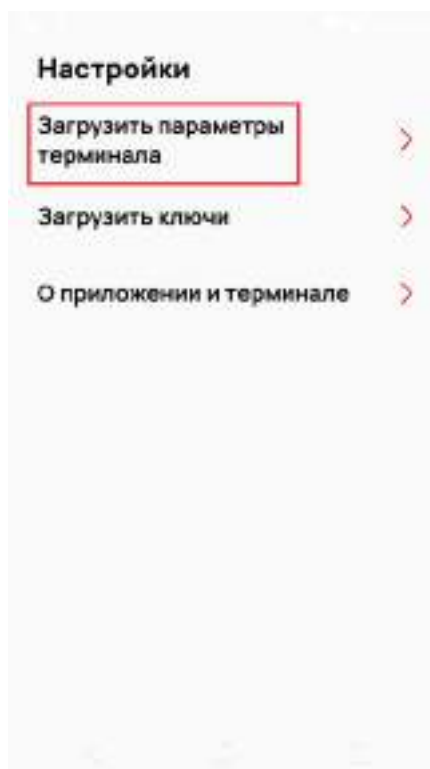 Настройки
Загрузить параметры
терминала
Загрузить ключи
О приложении и терминале